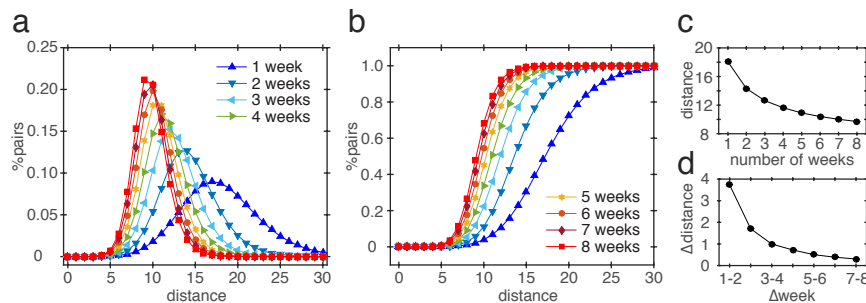 a
0.25
0.20
0.15
0.10
0.05
0
%pairs
0 5 10 15 20 25 30
distance
1 week
2 weeks
3 weeks
4 weeks
b
1.0
0.8
0.6
0.4
0.2
0
%pairs
0 5 10 15 20 25 30
distance
5 weeks
6 weeks
7 weeks
8 weeks
c
20
16
12
8
distance
1 2 3 4 5 6 7 8
number of weeks
d
4
3
2
1
0
Δdistance
1-2 3-4 5-6 7-8
Δweek